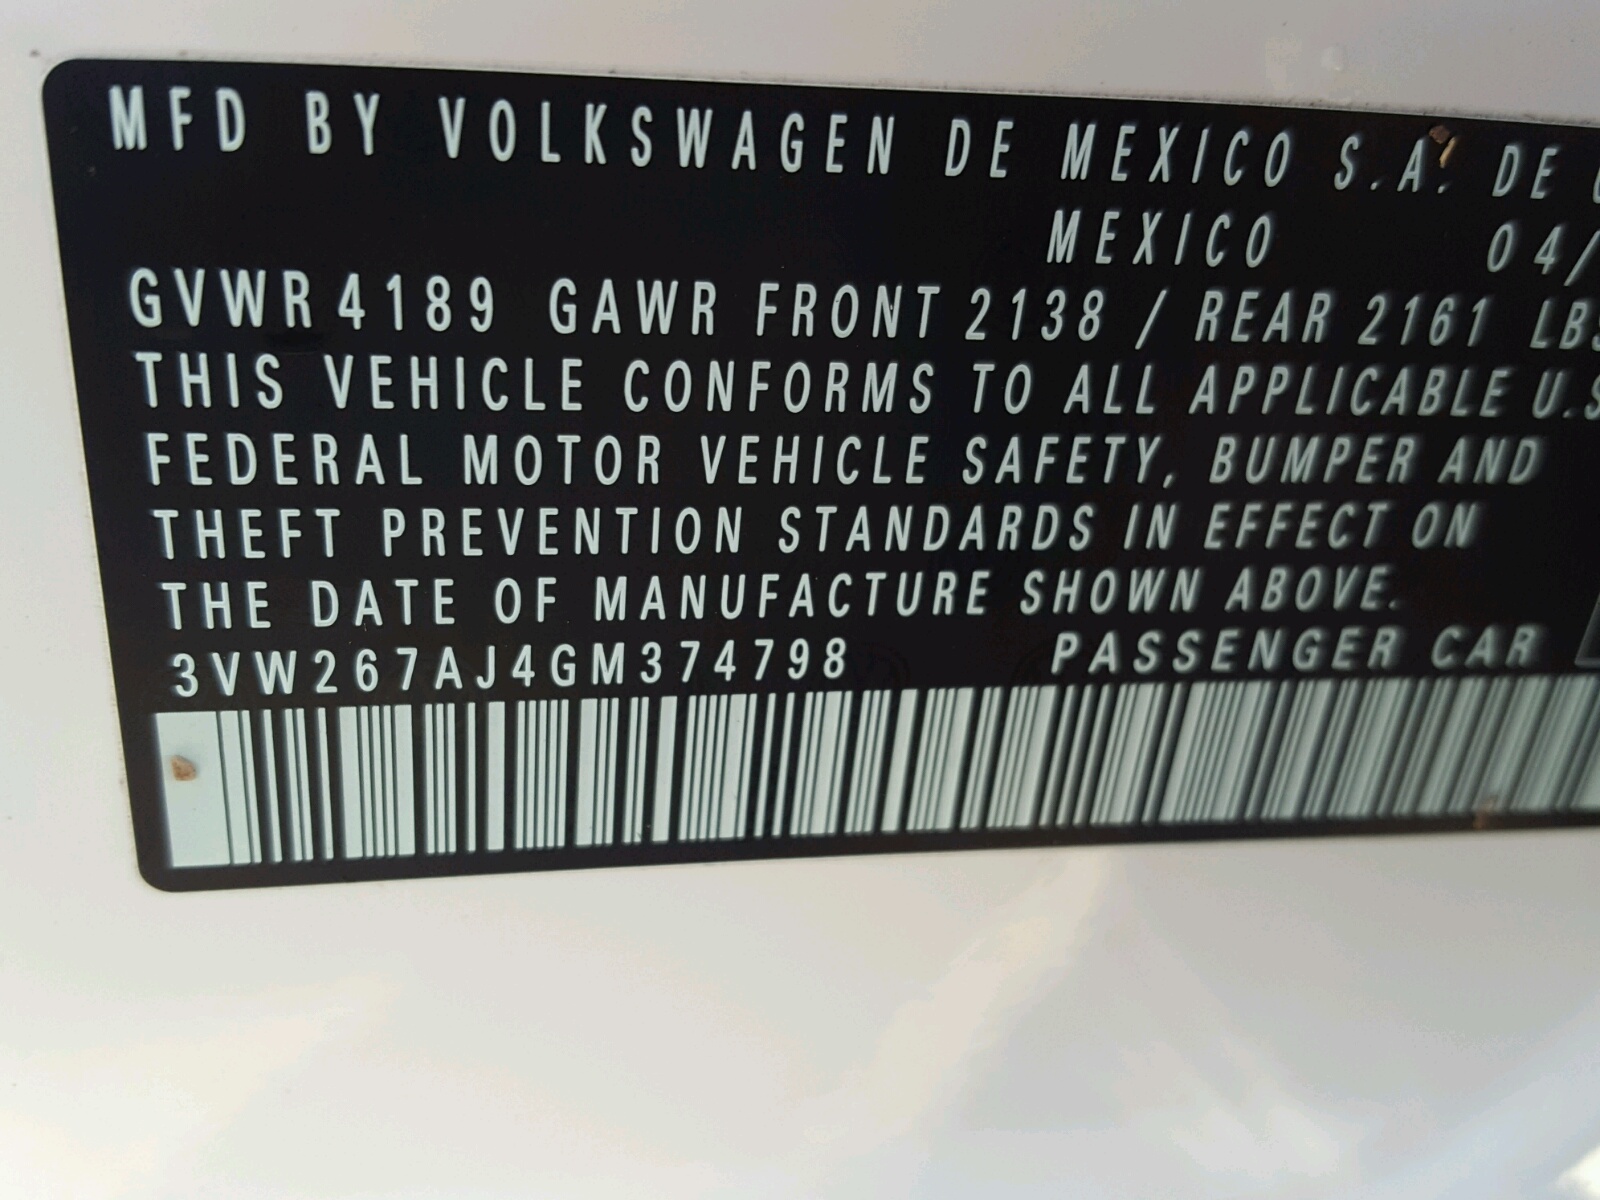 MFD BY VOLKSWAGEN DE MEXICO S.A. DE
MEXICO 04/
GVWR 4189 GAWR FRONT 2138 / REAR 2161 LBS
THIS VEHICLE CONFORMS TO ALL APPLICABLE U.S
FEDERAL MOTOR VEHICLE SAFETY, BUMPER AND
THEFT PREVENTION STANDARDS IN EFFECT ON
THE DATE OF MANUFACTURE SHOWN ABOVE.
3VW267AJ4GM374798 PASSENGER CAR